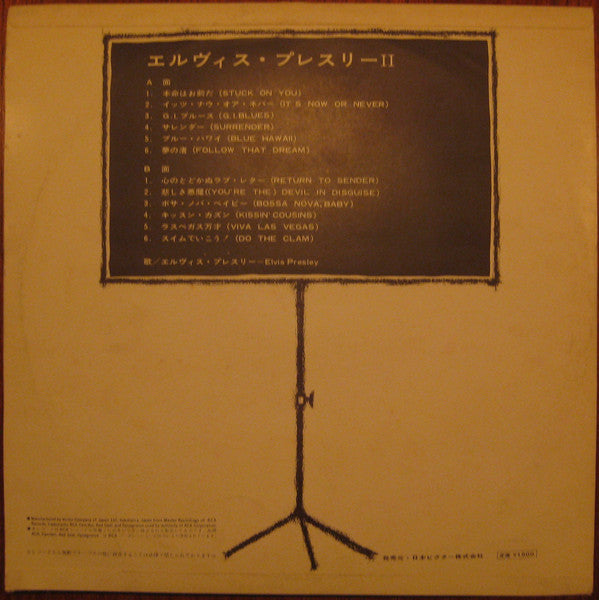 エルヴィス・プレスリーII
A 面
1. 本命はお前だ (STUCK ON YOU)
2. イッツ・ナウ・オア・ネバー (IT'S NOW OR NEVER)
3. G.I.ブルース (G.I.BLUES)
4. サレンダー (SURRENDER)
5. ブルー・ハワイ (BLUE HAWAII)
6. 夢の渚 (FOLLOW THAT DREAM)
B 面
1. 心のとどかぬラブ・レター (RETURN TO SENDER)
2. 悲しき悪魔((YOU'RE THE) DEVIL IN DISGUISE)
3. ボサ・ノバ・ベイビー (BOSSA NOVA, BABY)
4. キッスン・カズン (KISSIN' COUSINS)
5. ラスベガス万才 (VIVA LAS VEGAS)
6. スイムでいこう! (DO THE CLAM)
歌/エルヴィス・プレスリー—Elvis Presley
発売元・日本ビクター株式会社